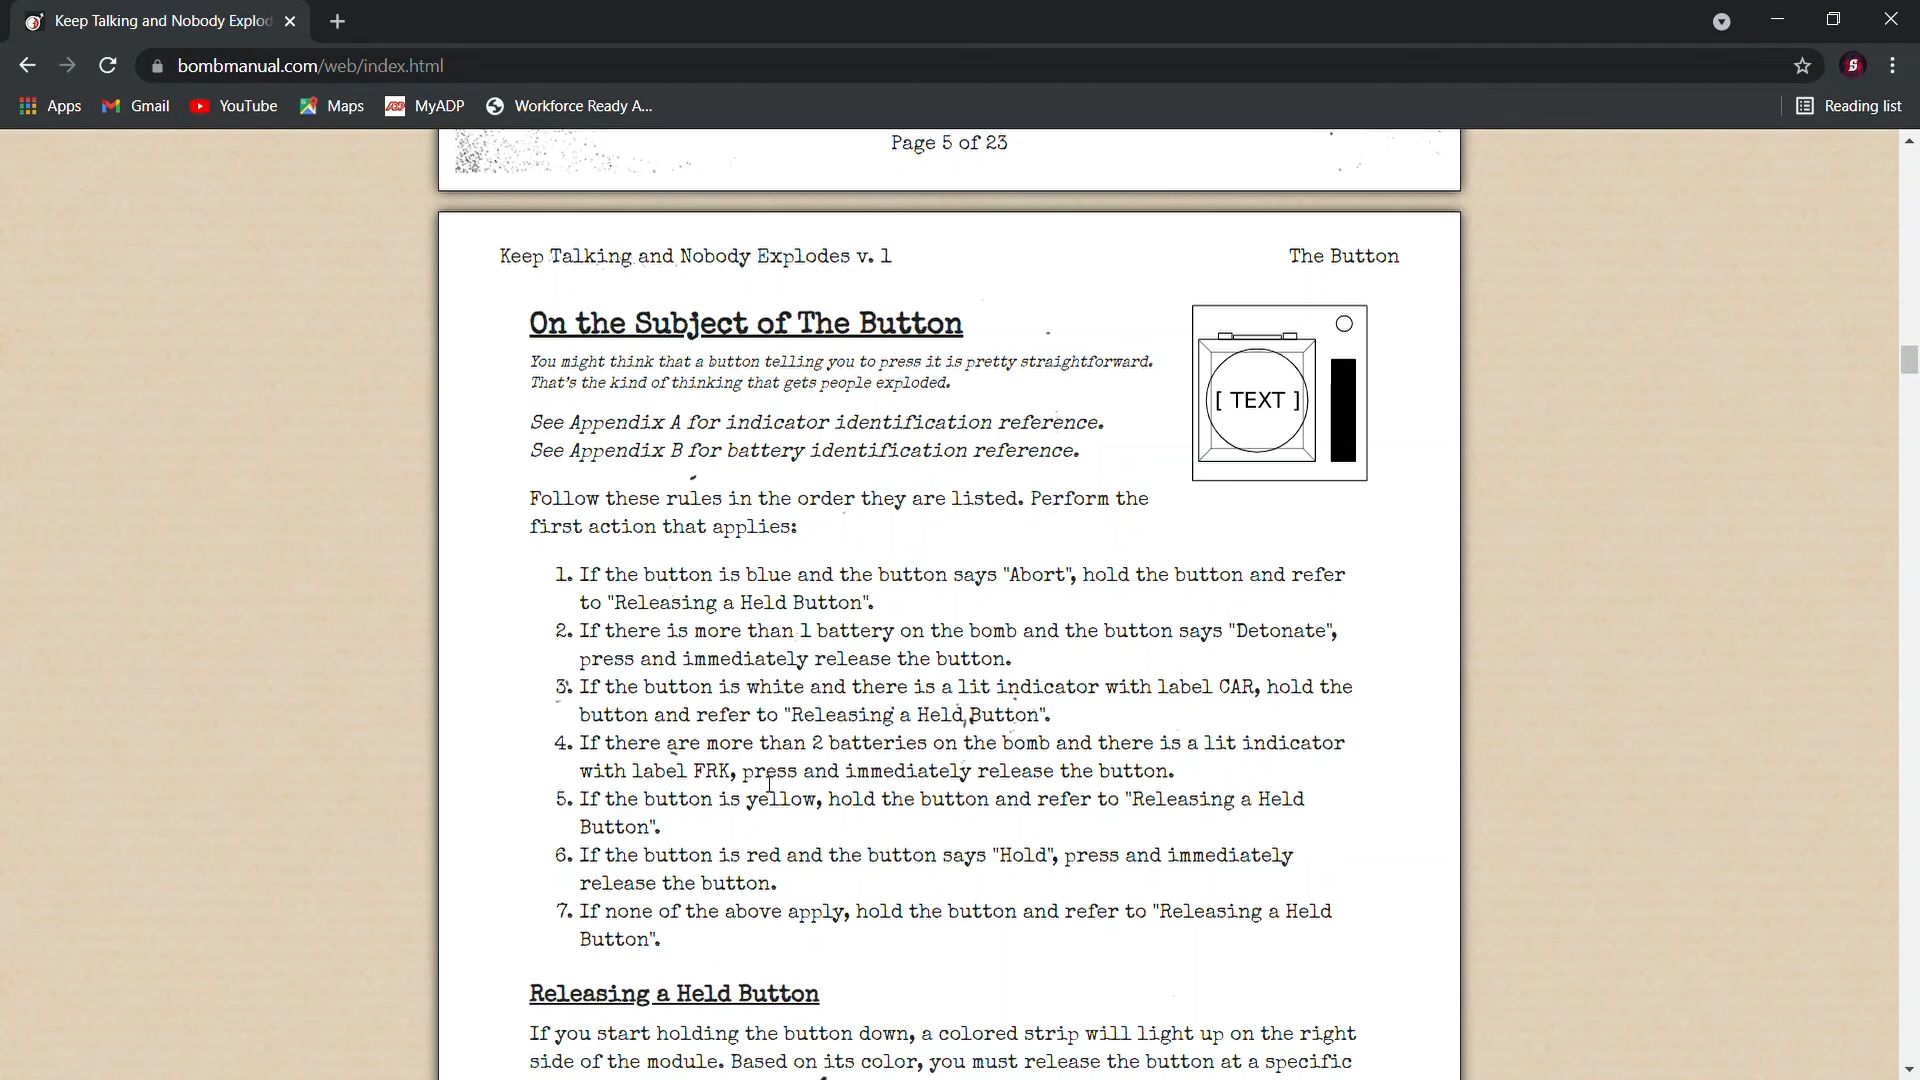 Keep Talking and Nobody Explod
bombmanual.com/web/index.html
Apps
Gmail
YouTube
Maps
MyADP
Workforce Ready A...
Reading list
Page 5 of 23
Keep Talking and Nobody Explodes v. 1
The Button
On the Subject of The Button
You might think that a button telling you to press it is pretty straightforward.
That's the kind of thinking that gets people exploded.
[ TEXT ]
See Appendix A for indicator identification reference.
See Appendix B for battery identification reference.
Follow these rules in the order they are listed. Perform the
first action that applies:
1. If the button is blue and the button says "Abort", hold the button and refer
to "Releasing a Held Button".
2. If there is more than 1 battery on the bomb and the button says "Detonate",
press and immediately release the button.
3. If the button is white and there is a lit indicator with label CAR, hold the
button and refer to "Releasing a Held Button".
4. If there are more than 2 batteries on the bomb and there is a lit indicator
with label FRK, press and immediately release the button.
5. If the button is yellow, hold the button and refer to "Releasing a Held
Button".
6. If the button is red and the button says "Hold", press and immediately
release the button.
7. If none of the above apply, hold the button and refer to "Releasing a Held
Button".
Releasing a Held Button
If you start holding the button down, a colored strip will light up on the right
side of the module. Based on its color, you must release the button at a specific